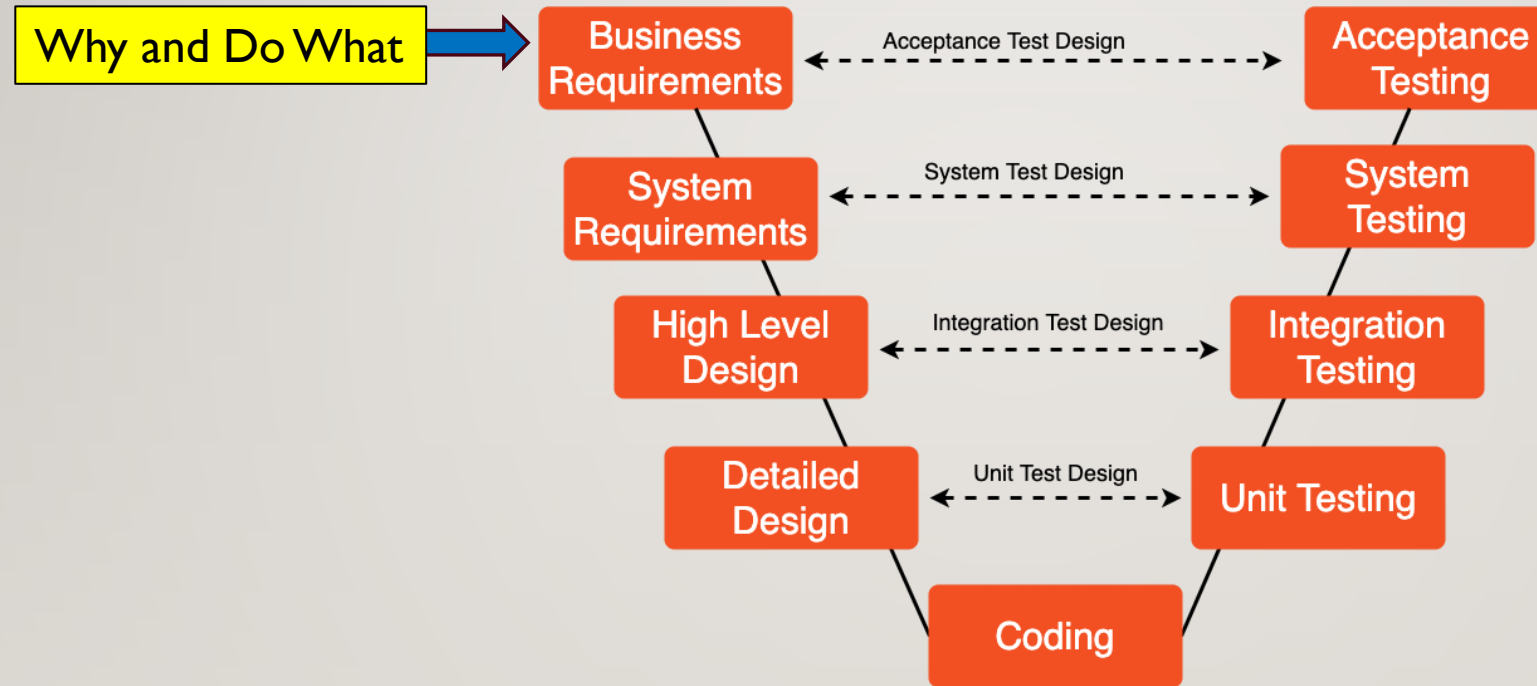 Why and Do What
Business
Requirements
Acceptance Test Design
Acceptance
Testing
System
Requirements
System Test Design
System
Testing
High Level
Design
Integration Test Design
Integration
Testing
Detailed
Design
Unit Test Design
Unit Testing
Coding